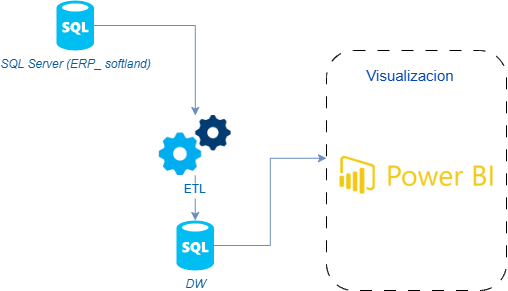 SQL
SQL Server (ERP_ softland)
Visualizacion
Power BI
ETL
SQL
DW